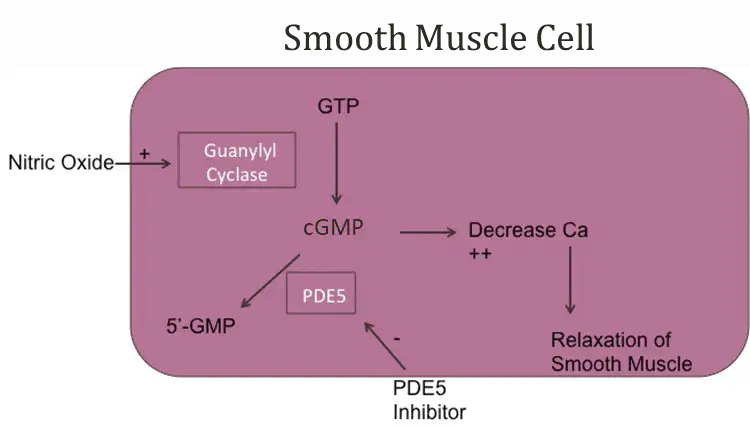 Smooth Muscle Cell
GTP
Nitric Oxide
+
Guanylyl
Cyclase
cGMP
Decrease Ca
++
PDE5
5'-GMP
-
Relaxation of
Smooth Muscle
PDE5
Inhibitor